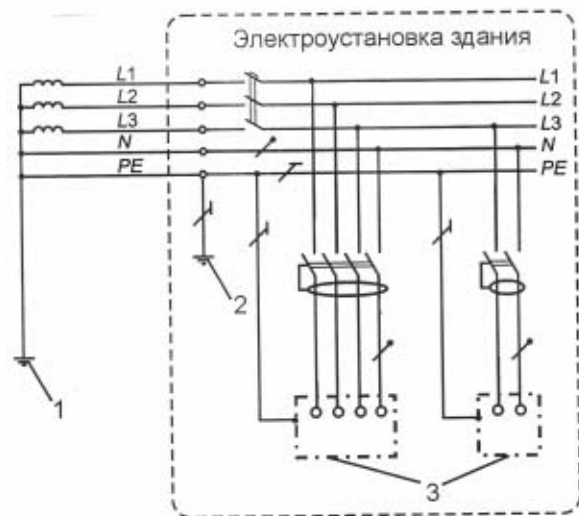 Электроустановка здания
L1 L1
L2 L2
L3 L3
N N
PE PE
2
1
3